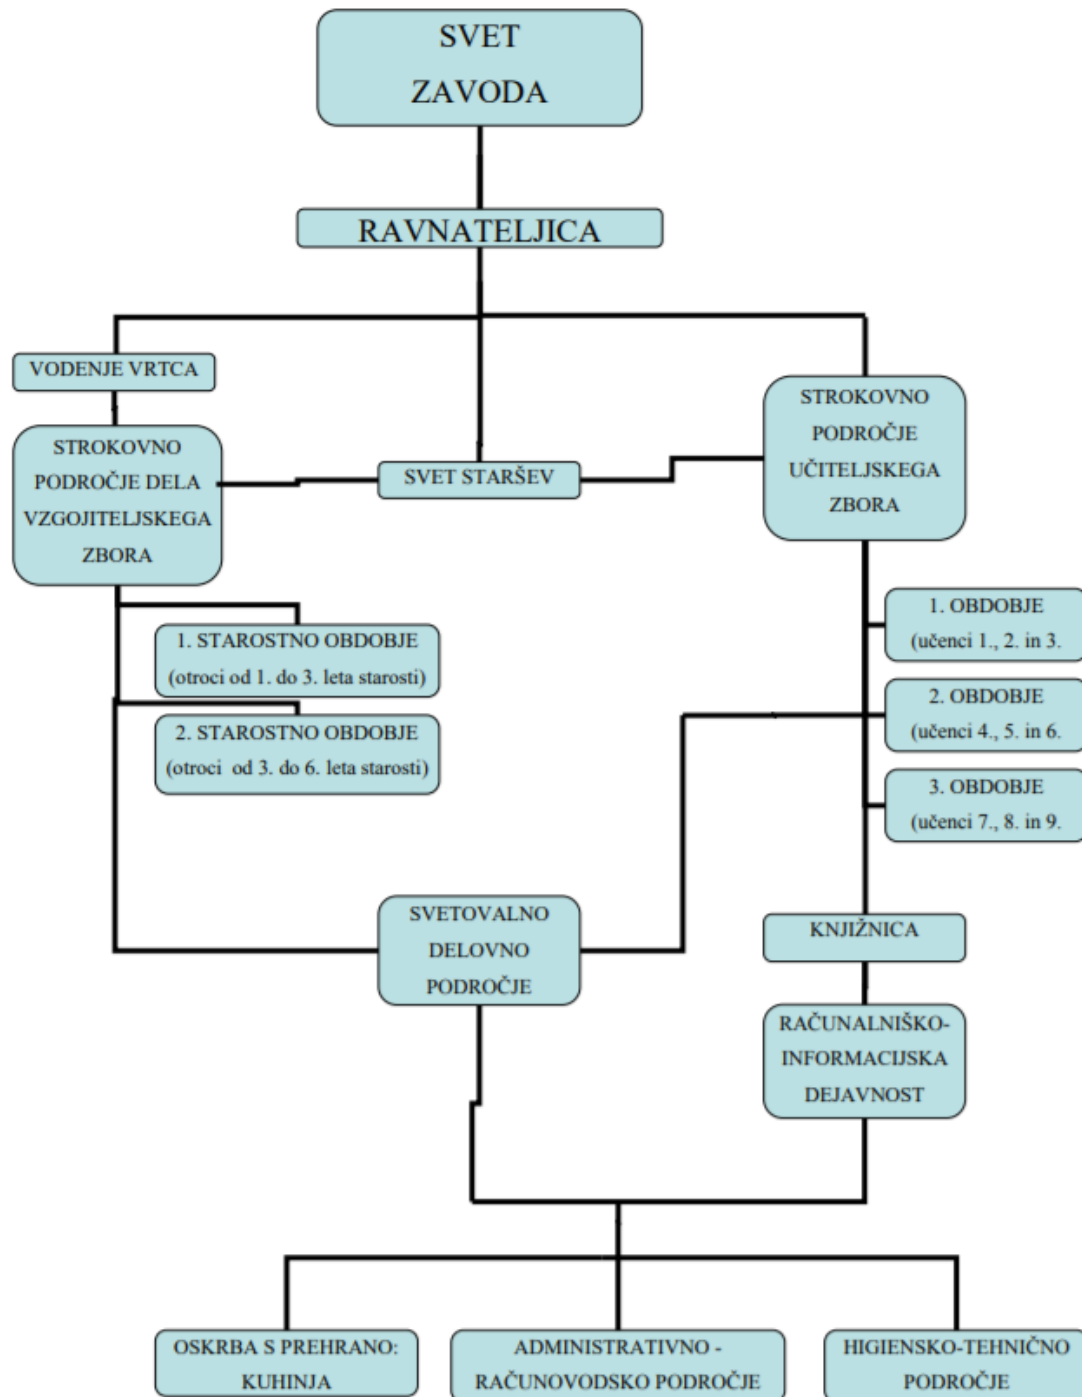 SVET
ZAVODA
RAVNATELJICA
VODENJE VRTCA
STROKOVNO
PODROČJE DELA
VZGOJITELJSKEGA
ZBORA
SVET STARŠEV
STROKOVNO
PODROČJE
UČITELJSKEGA
ZBORA
1. STAROSTNO OBDOBJE
(otroci od 1. do 3. leta starosti)
2. STAROSTNO OBDOBJE
(otroci od 3. do 6. leta starosti)
1. OBDOBJE
(učenci 1., 2. in 3.
2. OBDOBJE
(učenci 4., 5. in 6.
3. OBDOBJE
(učenci 7., 8. in 9.
SVETOVALNO
DELOVNO
PODROČJE
KNJIŽNICA
RAČUNALNIŠKO-
INFORMACIJSKA
DEJAVNOST
OSKRBA S PREHRANO:
KUHINJA
ADMINISTRATIVNO -
RAČUNOVODSKO PODROČJE
HIGIENSKO-TEHNIČNO
PODROČJE